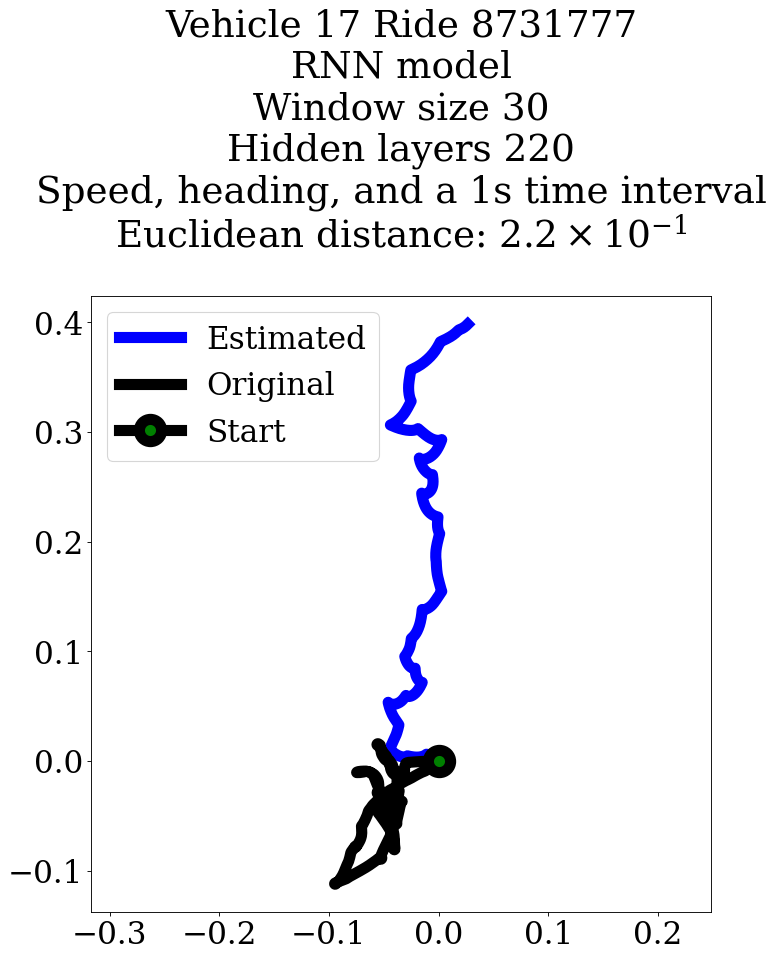 Vehicle 17 Ride 8731777
RNN model
Window size 30
Hidden layers 220
Speed, heading, and a 1s time interval
Euclidean distance: 2.2 × 10⁻¹
Estimated
Original
Start
0.4
0.3
0.2
0.1
0.0
−0.1
−0.3 −0.2 −0.1 0.0 0.1 0.2